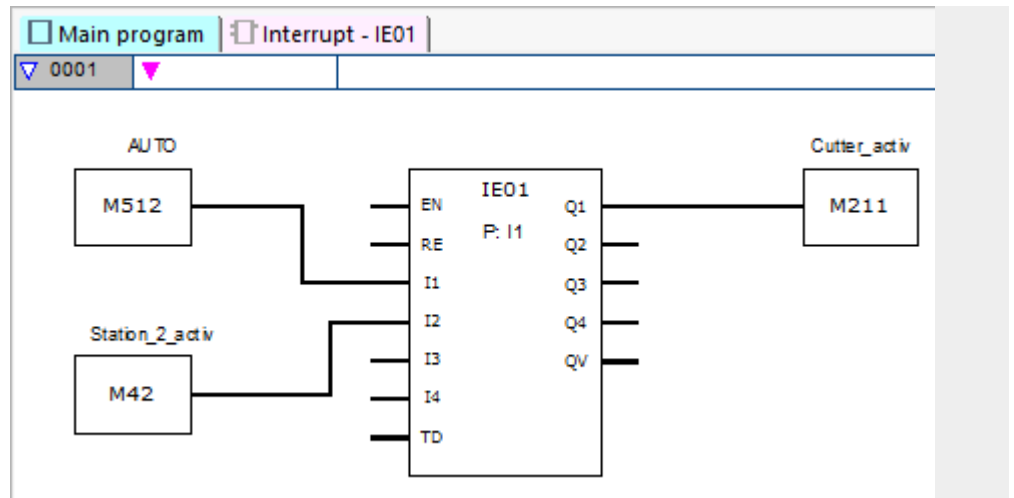 Main program Interrupt - IE01
0001
AUTO
M512
Station_2_activ
M42
IE01
P: I1
EN
RE
I1
I2
I3
I4
TD
Q1
Q2
Q3
Q4
QV
Cutter_activ
M211